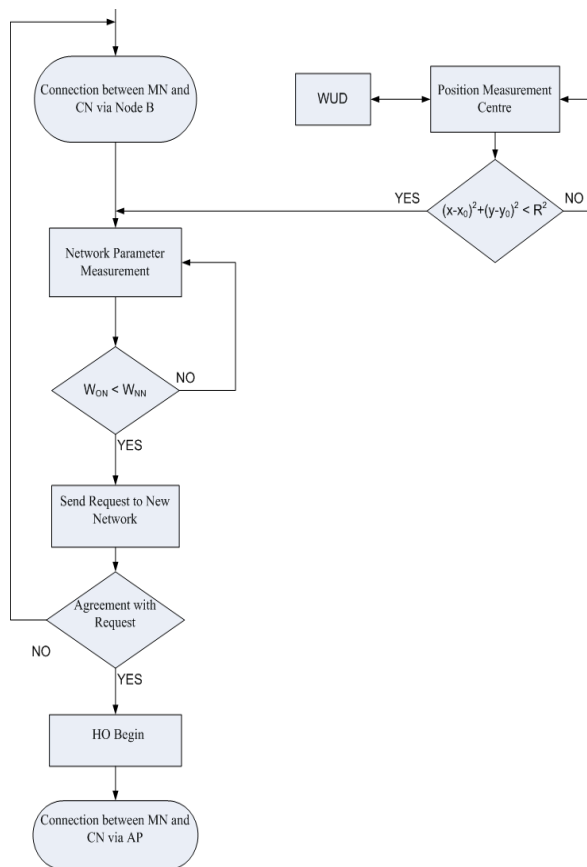 Connection between MN and
CN via Node B
WUD
Position Measurement
Centre
YES
(x-x₀)²+(y-y₀)² < R²
NO
Network Parameter
Measurement
W_ON < W_NN
NO
YES
Send Request to New
Network
Agreement with
Request
NO
YES
HO Begin
Connection between MN and
CN via AP